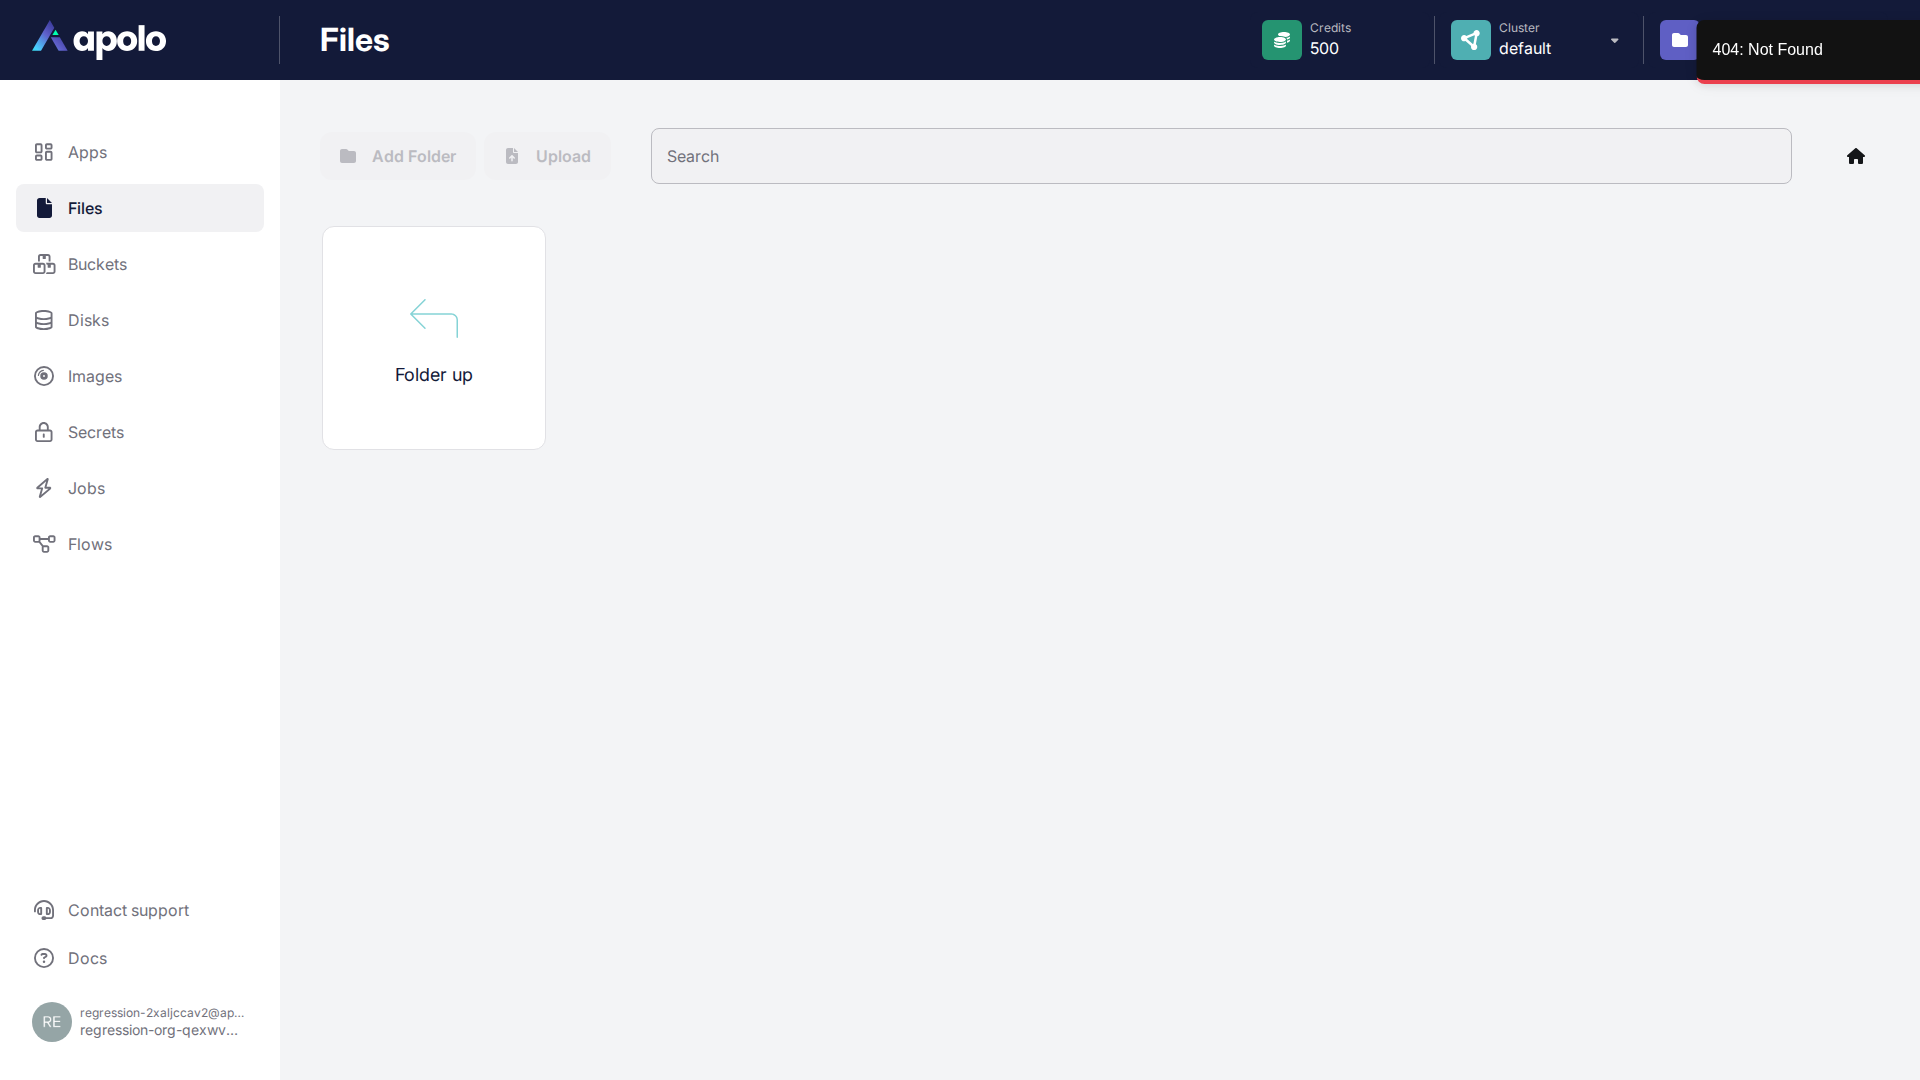 apolo
Files
Credits
500
Cluster
default
404: Not Found
Apps
Files
Buckets
Disks
Images
Secrets
Jobs
Flows
Add Folder
Upload
Search
Folder up
Contact support
Docs
RE
regression-2xaljccav2@ap...
regression-org-qexwv...